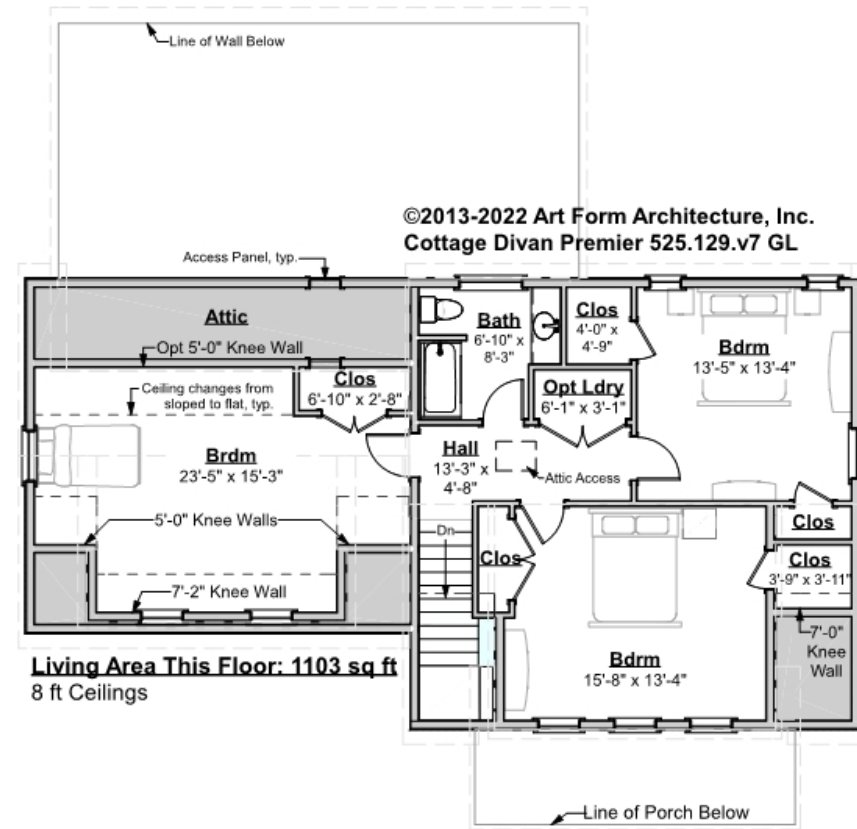 Line of Wall Below
©2013-2022 Art Form Architecture, Inc.
Cottage Divan Premier 525.129.v7 GL
Access Panel, typ.
Attic
Opt 5'-0" Knee Wall
Ceiling changes from
sloped to flat, typ.
Clos
6'-10" x 2'-8"
Brdm
23'-5" x 15'-3"
5'-0" Knee Walls
7'-2" Knee Wall
Bath
6'-10" x
8'-3"
Clos
4'-0" x
4'-9"
Bdrm
13'-5" x 13'-4"
Opt Ldry
6'-1" x 3'-1"
Hall
13'-3" x
4'-8"
Attic Access
Dn
Clos
Clos
Clos
3'-9" x 3'-11"
7'-0"
Knee
Wall
Bdrm
15'-8" x 13'-4"
Living Area This Floor: 1103 sq ft
8 ft Ceilings
Line of Porch Below